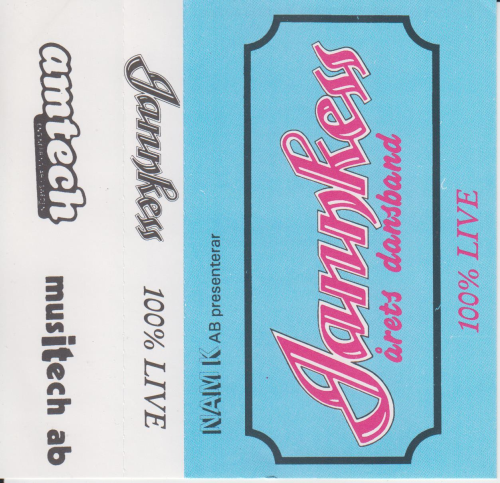 amtech
musitech ab
Jannkess
100% LIVE
NAM K AB presenterar
Jannkess
årets dansband
100% LIVE